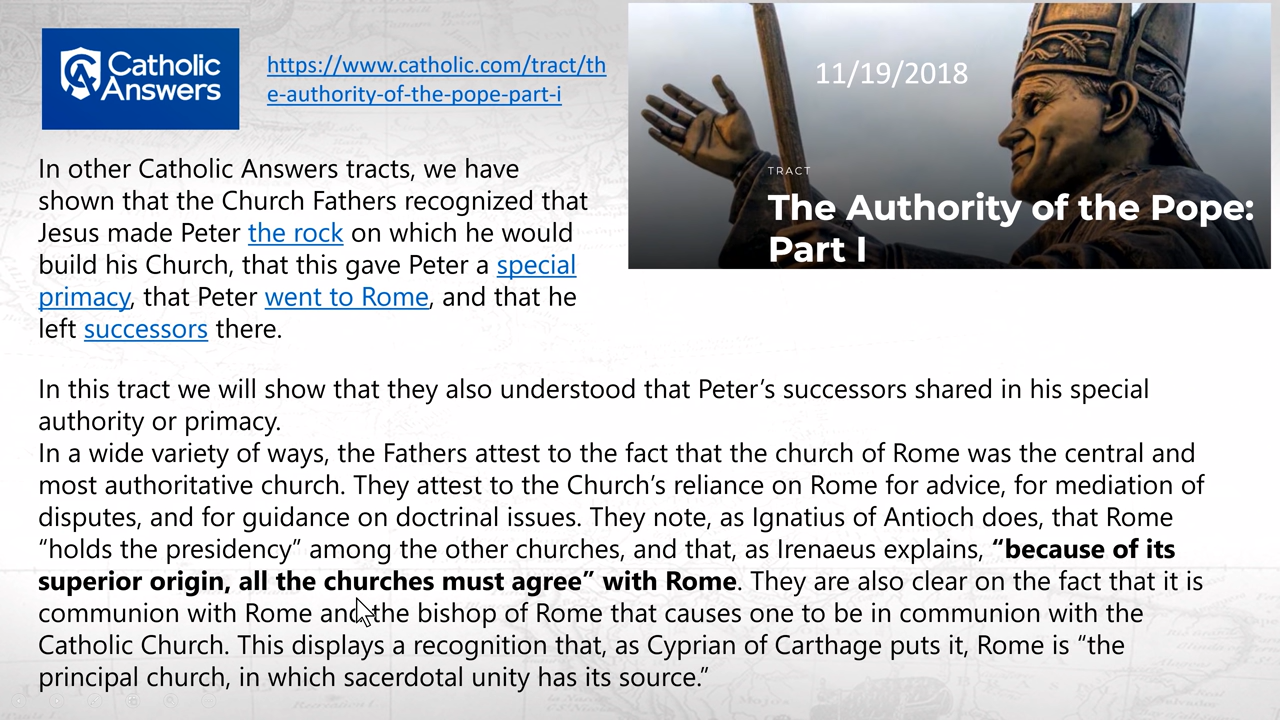 Catholic
Answers
https://www.catholic.com/tract/th
e-authority-of-the-pope-part-i
11/19/2018
TRACT
The Authority of the Pope:
Part I
In other Catholic Answers tracts, we have
shown that the Church Fathers recognized that
Jesus made Peter the rock on which he would
build his Church, that this gave Peter a special
primacy, that Peter went to Rome, and that he
left successors there.
In this tract we will show that they also understood that Peter’s successors shared in his special
authority or primacy.
In a wide variety of ways, the Fathers attest to the fact that the church of Rome was the central and
most authoritative church. They attest to the Church’s reliance on Rome for advice, for mediation of
disputes, and for guidance on doctrinal issues. They note, as Ignatius of Antioch does, that Rome
“holds the presidency” among the other churches, and that, as Irenaeus explains, “because of its
superior origin, all the churches must agree” with Rome. They are also clear on the fact that it is
communion with Rome and the bishop of Rome that causes one to be in communion with the
Catholic Church. This displays a recognition that, as Cyprian of Carthage puts it, Rome is “the
principal church, in which sacerdotal unity has its source.”